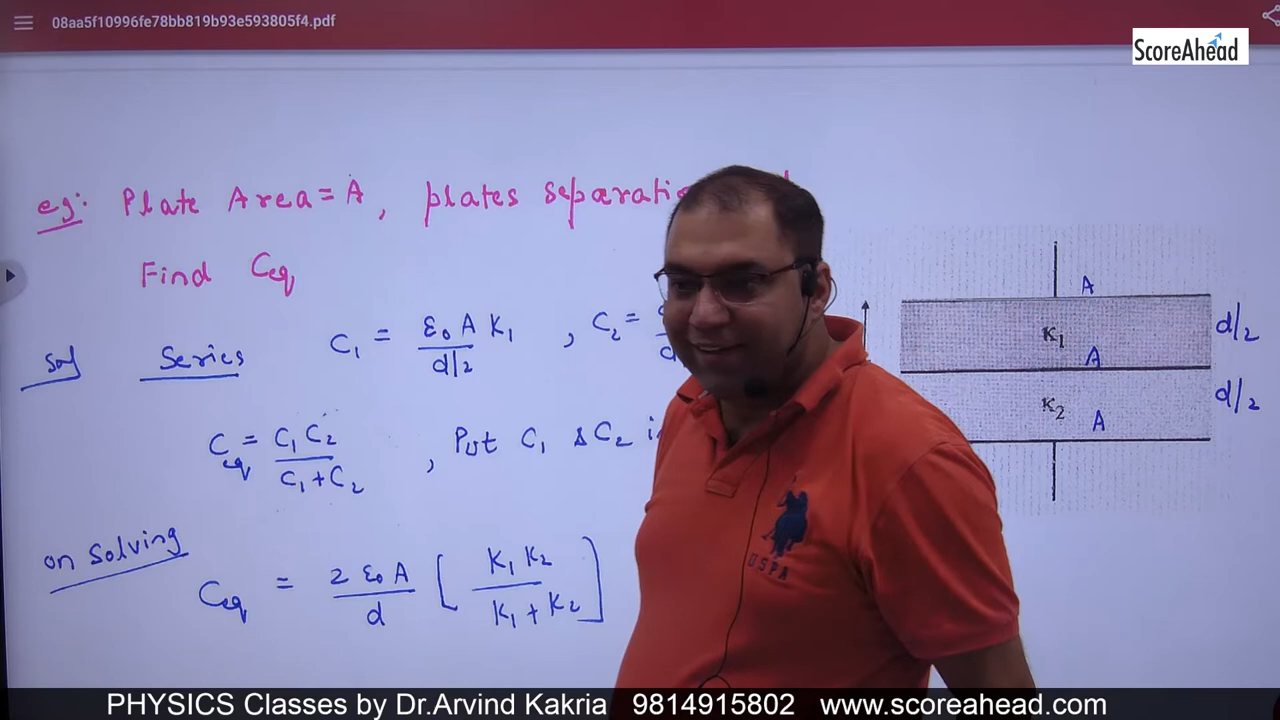 08aa5f10996fe78bb819b93e593805f4.pdf
ScoreAhead
eg: Plate Area = A, plates separatio
Find Ceq
Sol Series C₁ = ε₀ A K₁ / d/2 , C₂ =
Ceq = C₁ C₂ / C₁ + C₂ , Put C₁ & C₂ i
on Solving
Ceq = 2 ε₀ A / d [ K₁ K₂ / K₁ + K₂ ]
A
K₁
d/2
A
K₂
d/2
A
USPA
PHYSICS Classes by Dr.Arvind Kakria 9814915802 www.scoreahead.com